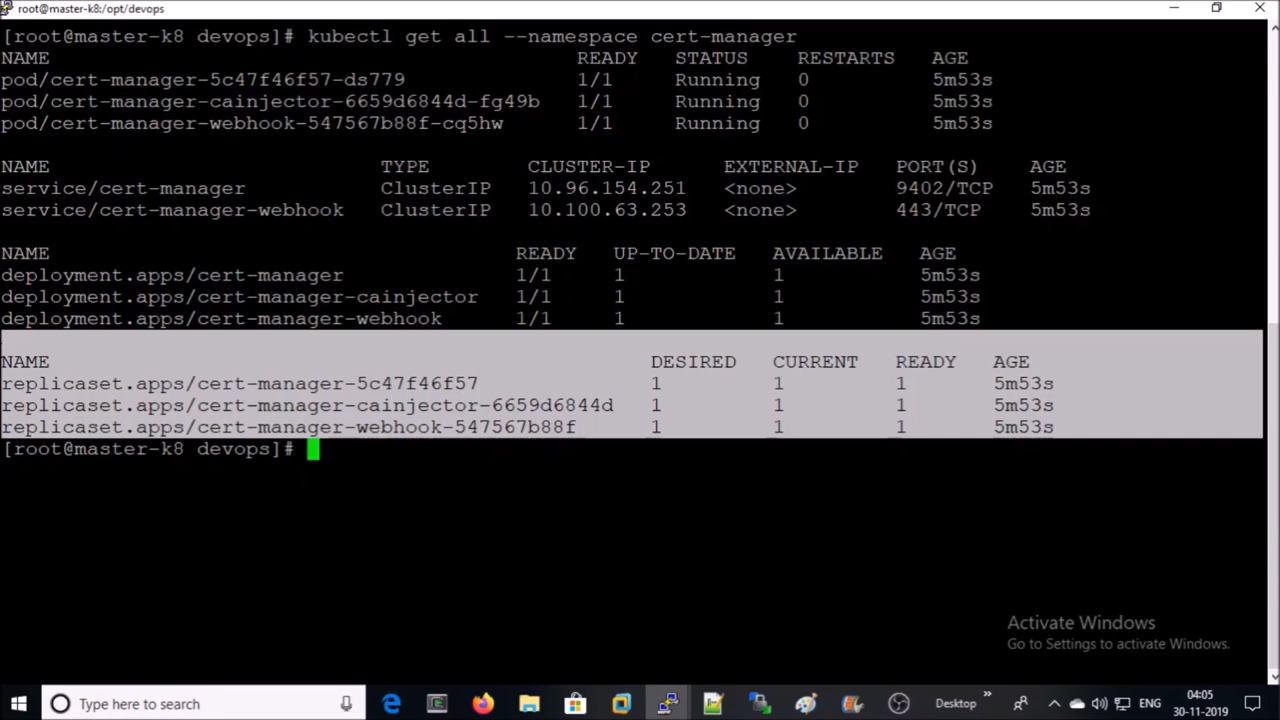 root@master-k8:/opt/devops
[root@master-k8 devops]# kubectl get all --namespace cert-manager
NAME READY STATUS RESTARTS AGE
pod/cert-manager-5c47f46f57-ds779 1/1 Running 0 5m53s
pod/cert-manager-cainjector-6659d6844d-fg49b 1/1 Running 0 5m53s
pod/cert-manager-webhook-547567b88f-cq5hw 1/1 Running 0 5m53s
NAME TYPE CLUSTER-IP EXTERNAL-IP PORT(S) AGE
service/cert-manager ClusterIP 10.96.154.251 <none> 9402/TCP 5m53s
service/cert-manager-webhook ClusterIP 10.100.63.253 <none> 443/TCP 5m53s
NAME READY UP-TO-DATE AVAILABLE AGE
deployment.apps/cert-manager 1/1 1 1 5m53s
deployment.apps/cert-manager-cainjector 1/1 1 1 5m53s
deployment.apps/cert-manager-webhook 1/1 1 1 5m53s
NAME DESIRED CURRENT READY AGE
replicaset.apps/cert-manager-5c47f46f57 1 1 1 5m53s
replicaset.apps/cert-manager-cainjector-6659d6844d 1 1 1 5m53s
replicaset.apps/cert-manager-webhook-547567b88f 1 1 1 5m53s
[root@master-k8 devops]#
Activate Windows
Go to Settings to activate Windows.
Type here to search
Desktop
ENG
04:05
30-11-2019